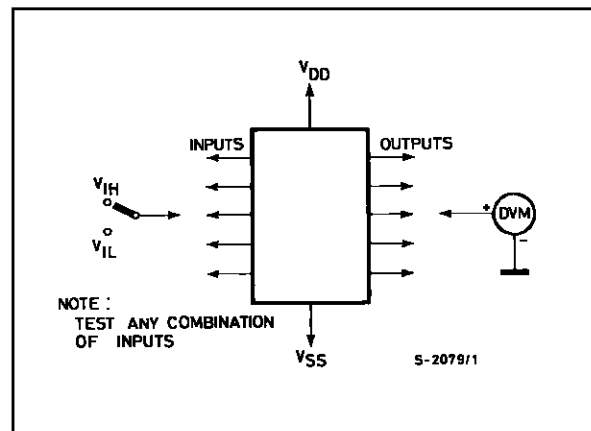 VDD
INPUTS
OUTPUTS
VIH
VIL
+
DVM
−
NOTE :
TEST ANY COMBINATION
OF INPUTS
VSS
S-2079/1